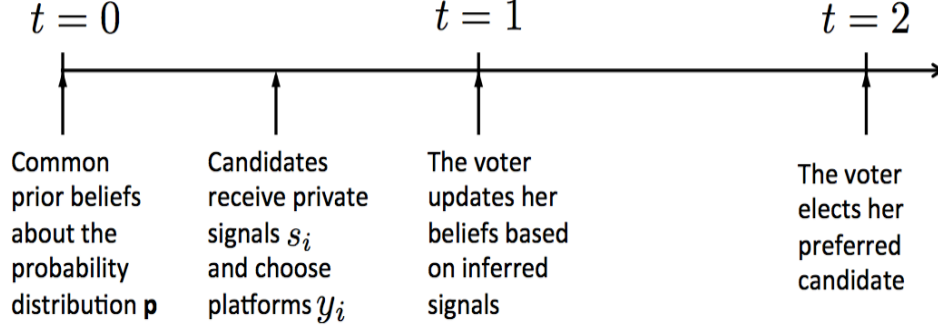 t = 0
t = 1
t = 2
Common
prior beliefs
about the
probability
distribution p
Candidates
receive private
signals s_i
and choose
platforms y_i
The voter
updates her
beliefs based
on inferred
signals
The voter
elects her
preferred
candidate